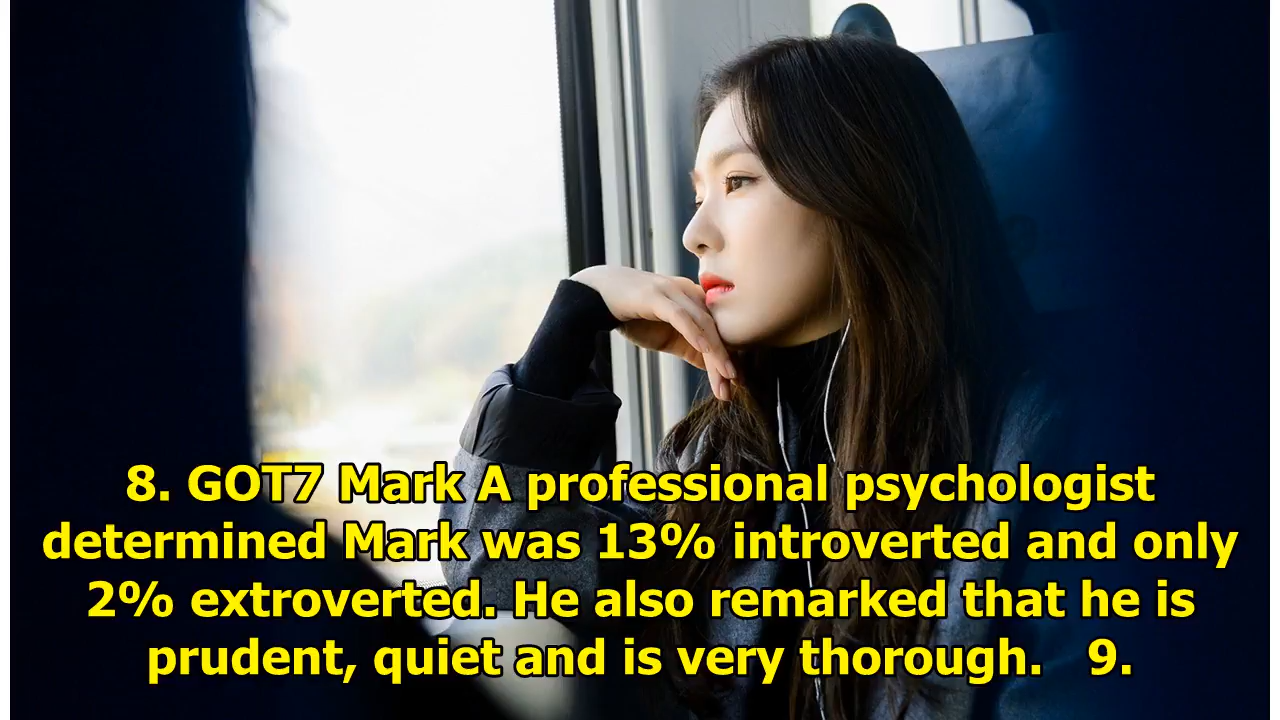 8. GOT7 Mark A professional psychologist
determined Mark was 13% introverted and only
2% extroverted. He also remarked that he is
prudent, quiet and is very thorough.   9.